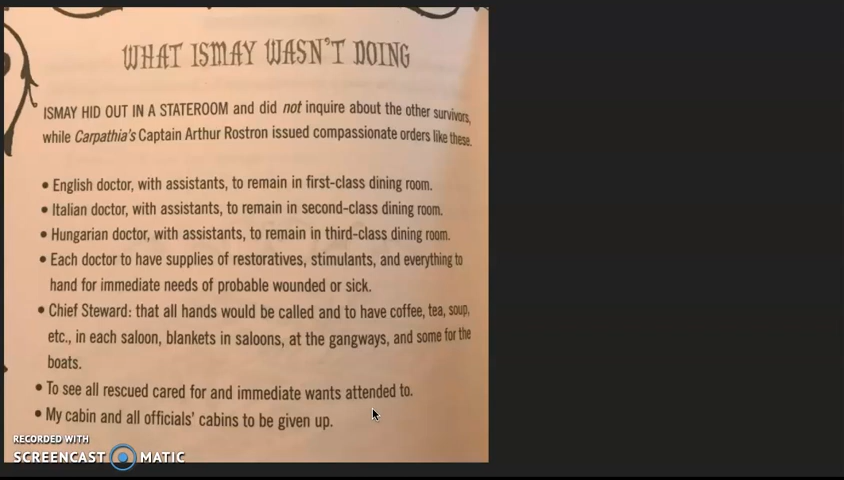 WHAT ISMAY WASN'T DOING
ISMAY HID OUT IN A STATEROOM and did not inquire about the other survivors,
while Carpathia's Captain Arthur Rostron issued compassionate orders like these.
• English doctor, with assistants, to remain in first-class dining room.
• Italian doctor, with assistants, to remain in second-class dining room.
• Hungarian doctor, with assistants, to remain in third-class dining room.
• Each doctor to have supplies of restoratives, stimulants, and everything to
hand for immediate needs of probable wounded or sick.
• Chief Steward: that all hands would be called and to have coffee, tea, soup,
etc., in each saloon, blankets in saloons, at the gangways, and some for the
boats.
• To see all rescued cared for and immediate wants attended to.
• My cabin and all officials' cabins to be given up.
RECORDED WITH
SCREENCAST MATIC